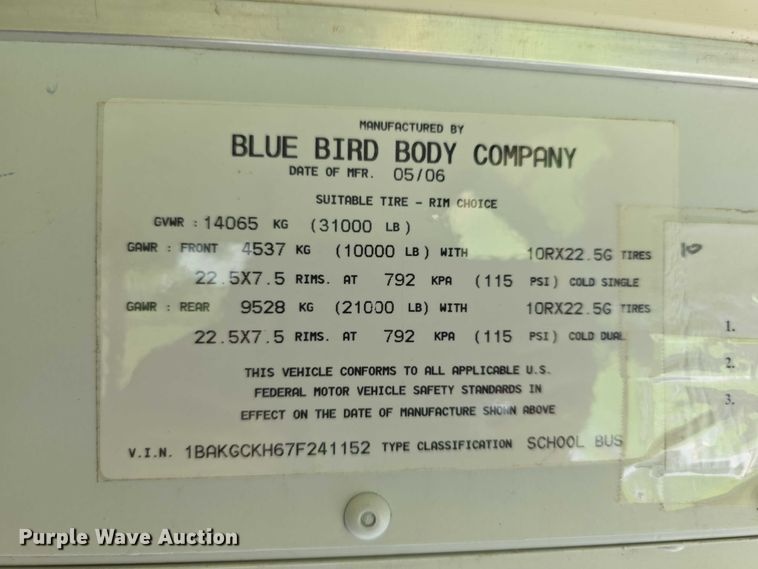 MANUFACTURED BY
BLUE BIRD BODY COMPANY
DATE OF MFR. 05/06
SUITABLE TIRE - RIM CHOICE
GVWR : 14065 KG (31000 LB)
GAWR : FRONT 4537 KG (10000 LB) WITH 10RX22.5G TIRES
22.5X7.5 RIMS. AT 792 KPA (115 PSI) COLD SINGLE
GAWR : REAR 9528 KG (21000 LB) WITH 10RX22.5G TIRES
22.5X7.5 RIMS. AT 792 KPA (115 PSI) COLD DUAL
THIS VEHICLE CONFORMS TO ALL APPLICABLE U.S.
FEDERAL MOTOR VEHICLE SAFETY STANDARDS IN
EFFECT ON THE DATE OF MANUFACTURE SHOWN ABOVE
V.I.N. 1BAKGCKH67F241152 TYPE CLASSIFICATION SCHOOL BUS
1.
2.
3.
Purple Wave Auction